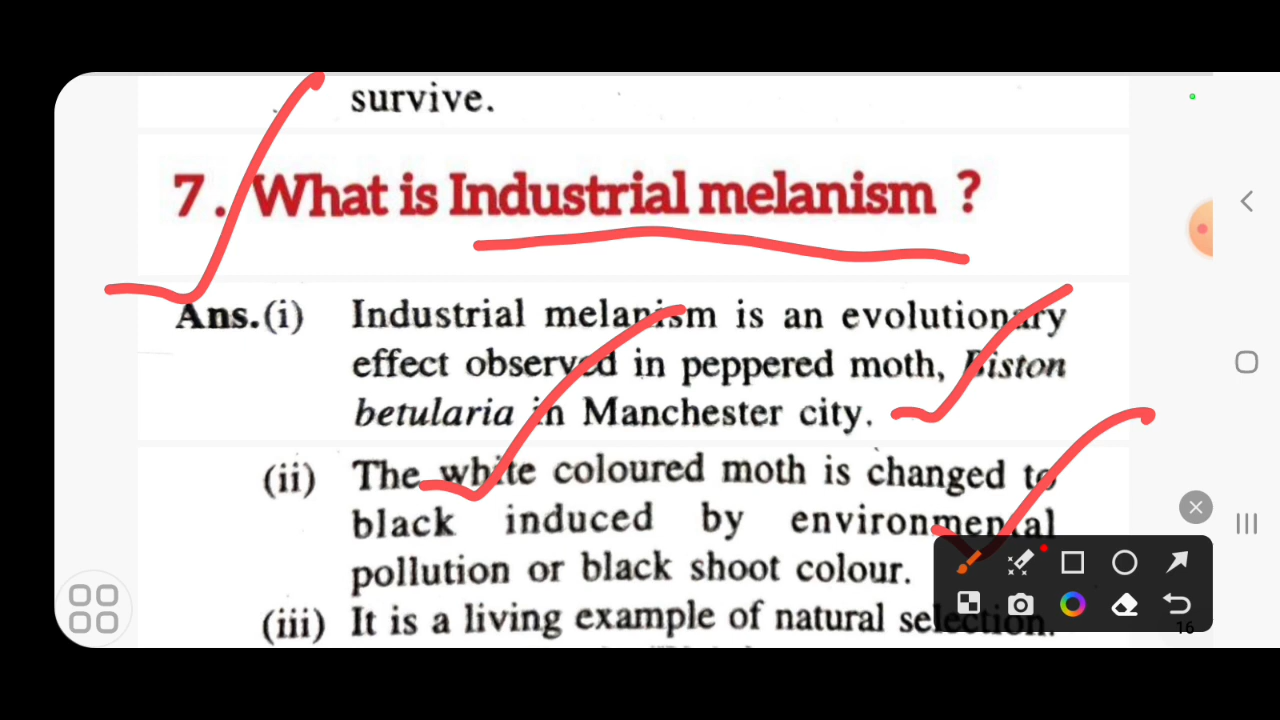 survive.
7. What is Industrial melanism ?
Ans.(i) Industrial melanism is an evolutionary
effect observed in peppered moth, Biston
betularia in Manchester city.
(ii) The white coloured moth is changed to
black induced by environmental
pollution or black shoot colour.
(iii) It is a living example of natural selection.
16